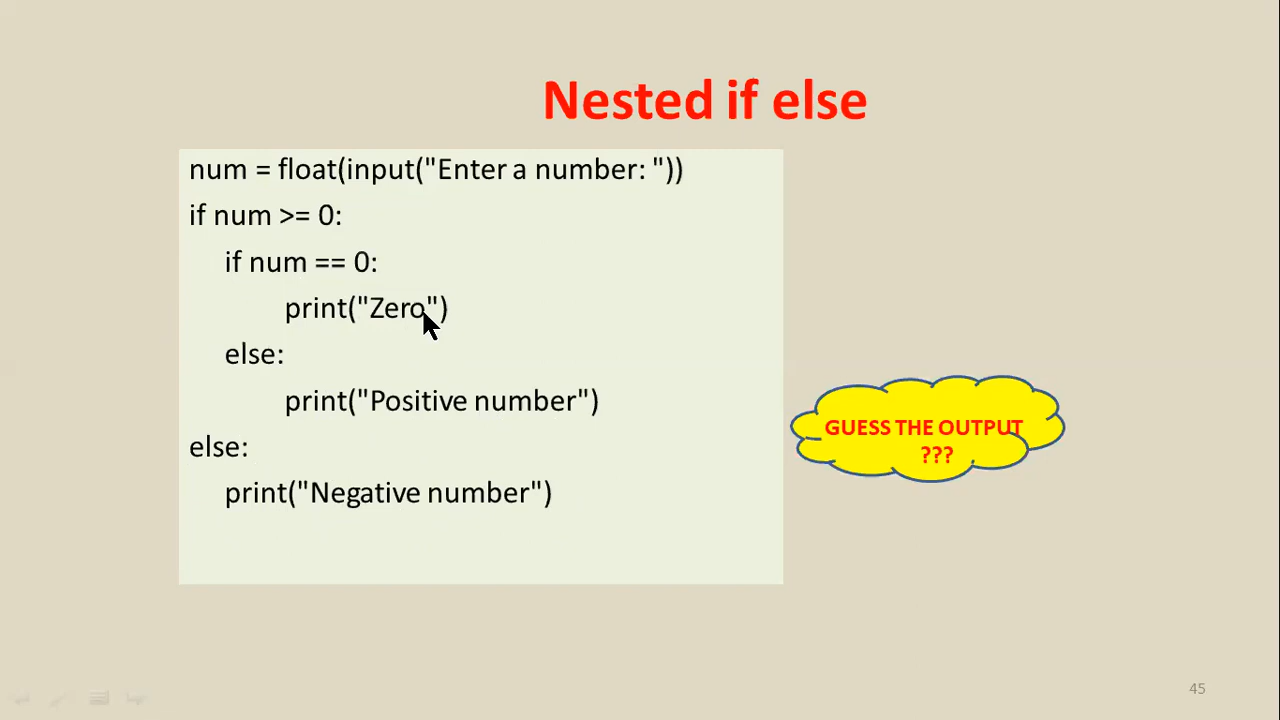 Nested if else
num = float(input("Enter a number: "))
if num >= 0:
if num == 0:
print("Zero")
else:
print("Positive number")
else:
print("Negative number")
GUESS THE OUTPUT
???
45